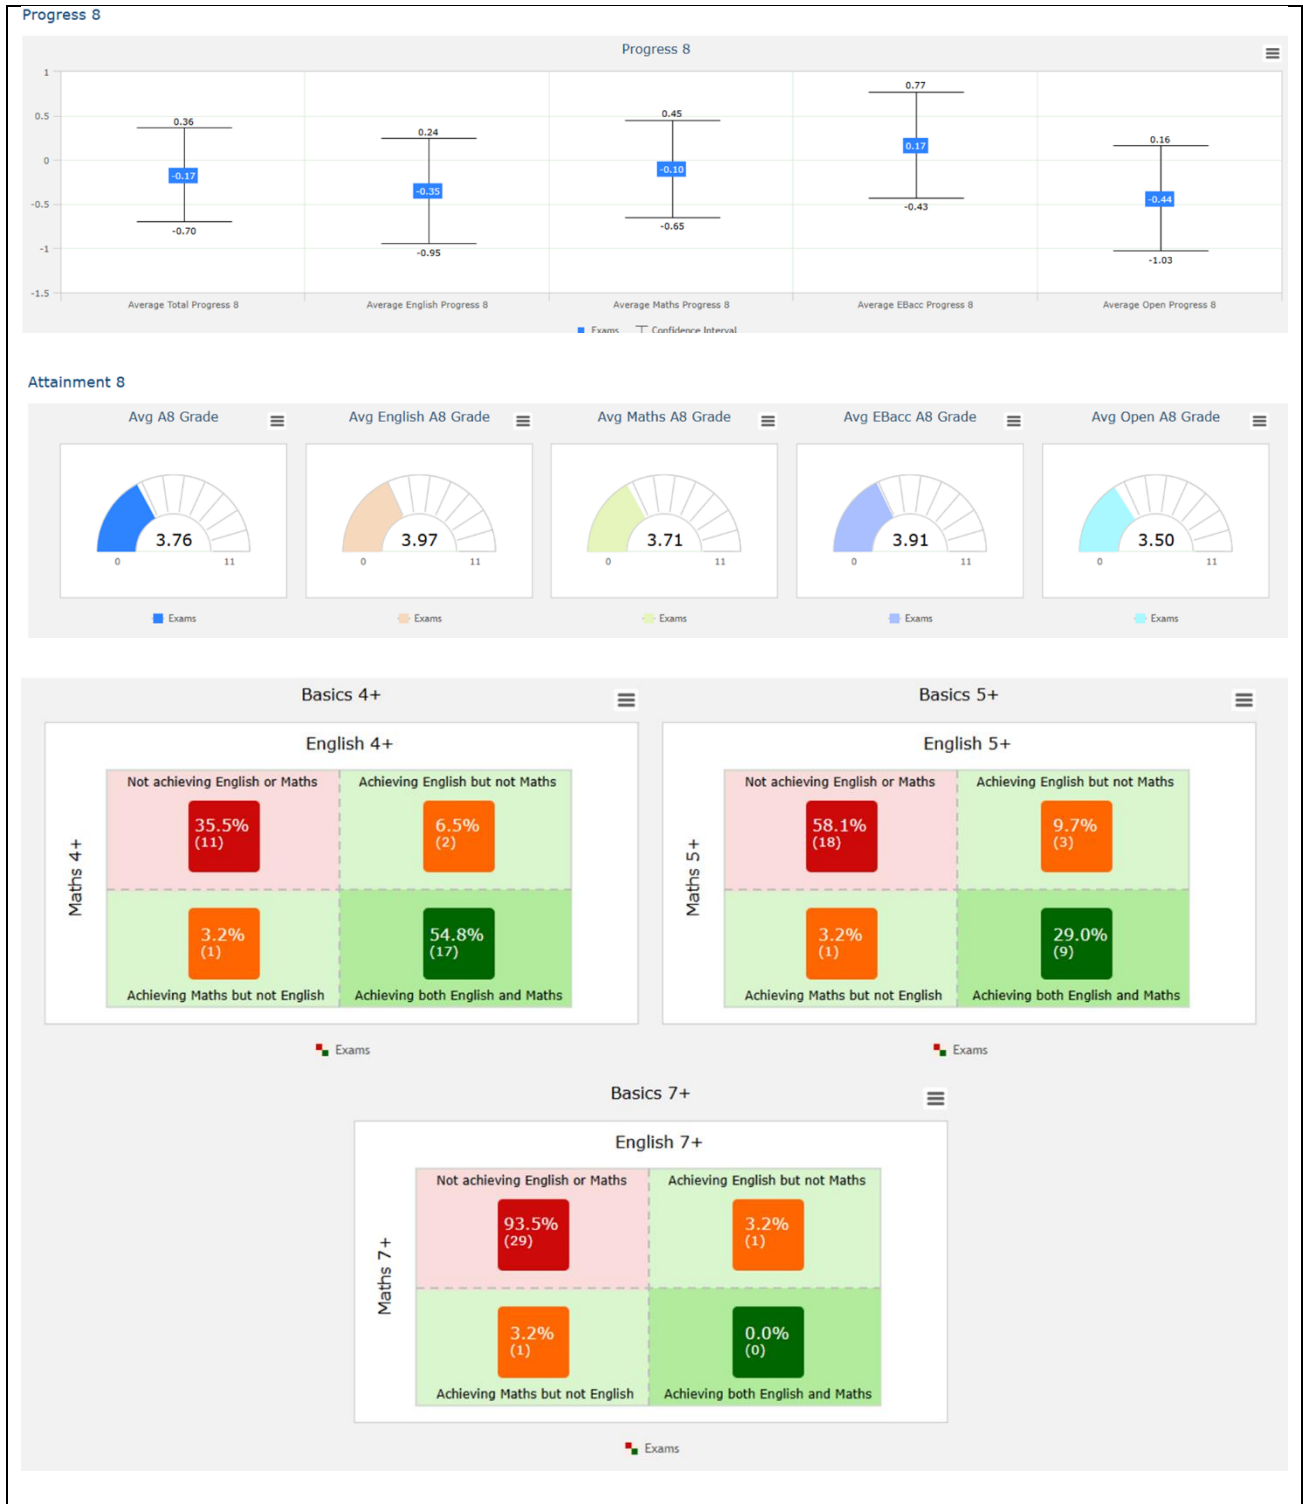 Progress 8
Progress 8
1
0.5
0
-0.5
-1
-1.5
0.36
-0.17
-0.70
0.24
-0.35
-0.95
0.45
-0.10
-0.65
0.77
0.17
-0.43
0.16
-0.44
-1.03
Average Total Progress 8 Average English Progress 8 Average Maths Progress 8 Average EBacc Progress 8 Average Open Progress 8
Exams Confidence Interval
Attainment 8
Avg A8 Grade Avg English A8 Grade Avg Maths A8 Grade Avg EBacc A8 Grade Avg Open A8 Grade
3.76 3.97 3.71 3.91 3.50
0 11 0 11 0 11 0 11 0 11
Exams Exams Exams Exams Exams
Basics 4+
English 4+
Maths 4+
Not achieving English or Maths Achieving English but not Maths
35.5% 6.5%
(11) (2)
3.2% 54.8%
(1) (17)
Achieving Maths but not English Achieving both English and Maths
Exams
Basics 5+
English 5+
Maths 5+
Not achieving English or Maths Achieving English but not Maths
58.1% 9.7%
(18) (3)
3.2% 29.0%
(1) (9)
Achieving Maths but not English Achieving both English and Maths
Exams
Basics 7+
English 7+
Maths 7+
Not achieving English or Maths Achieving English but not Maths
93.5% 3.2%
(29) (1)
3.2% 0.0%
(1) (0)
Achieving Maths but not English Achieving both English and Maths
Exams